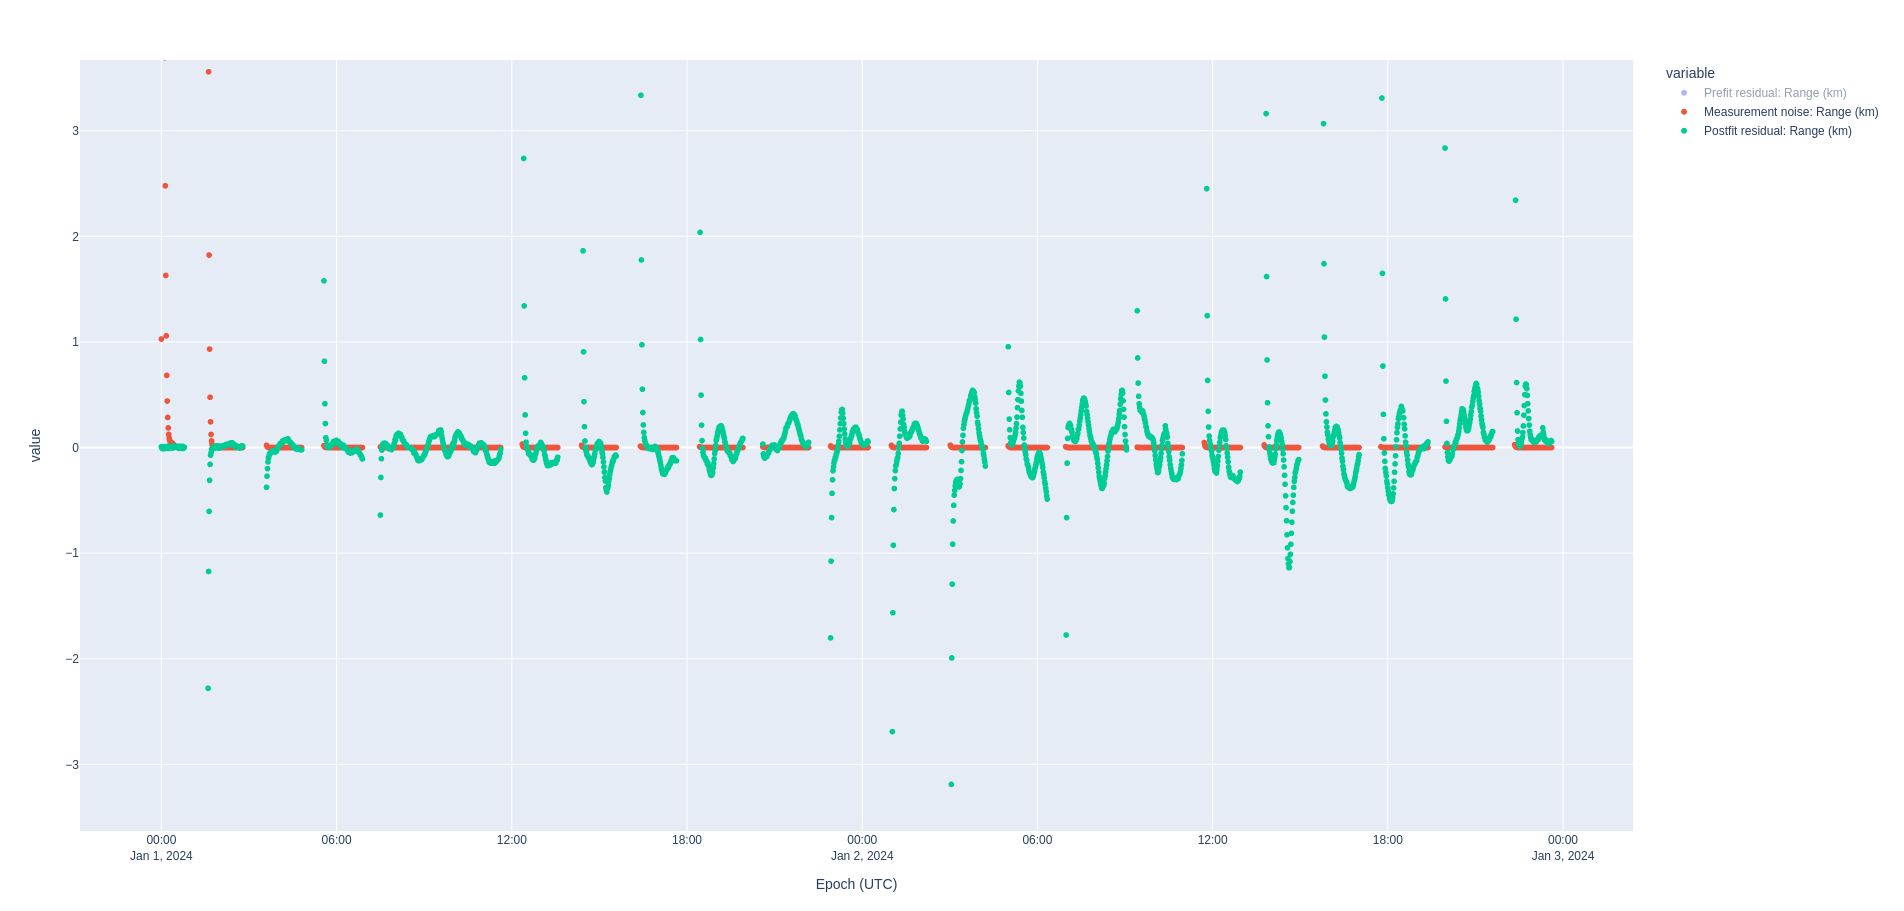 variable
Prefit residual: Range (km)
Measurement noise: Range (km)
Postfit residual: Range (km)
value
3
2
1
0
−1
−2
−3
00:00 06:00 12:00 18:00 00:00 06:00 12:00 18:00 00:00
Jan 1, 2024 Jan 2, 2024 Jan 3, 2024
Epoch (UTC)